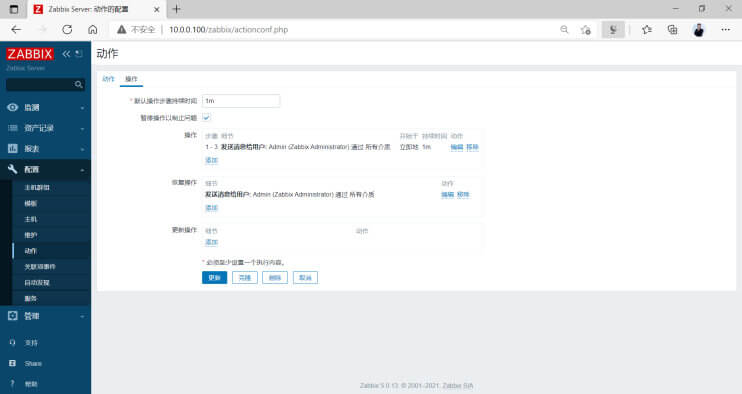 Zabbix Server: 动作的配置
不安全 | 10.0.0.100/zabbix/actionconf.php
ZABBIX
Zabbix Server
监测
资产记录
报表
配置
主机群组
模板
主机
维护
动作
关联项事件
自动发现
服务
管理
支持
Share
帮助
动作
动作 操作
* 默认操作步骤持续时间 1m
暂停操作以制止问题
操作 步骤 细节 开始于 持续时间 动作
1 - 3 发送消息给用户: Admin (Zabbix Administrator) 通过 所有介质 立即地 1m 编辑 移除
添加
恢复操作 细节 动作
发送消息给用户: Admin (Zabbix Administrator) 通过 所有介质 编辑 移除
添加
更新操作 细节 动作
添加
* 必须至少设置一个执行内容。
更新 克隆 删除 取消
Zabbix 5.0.13. © 2001–2021, Zabbix SIA